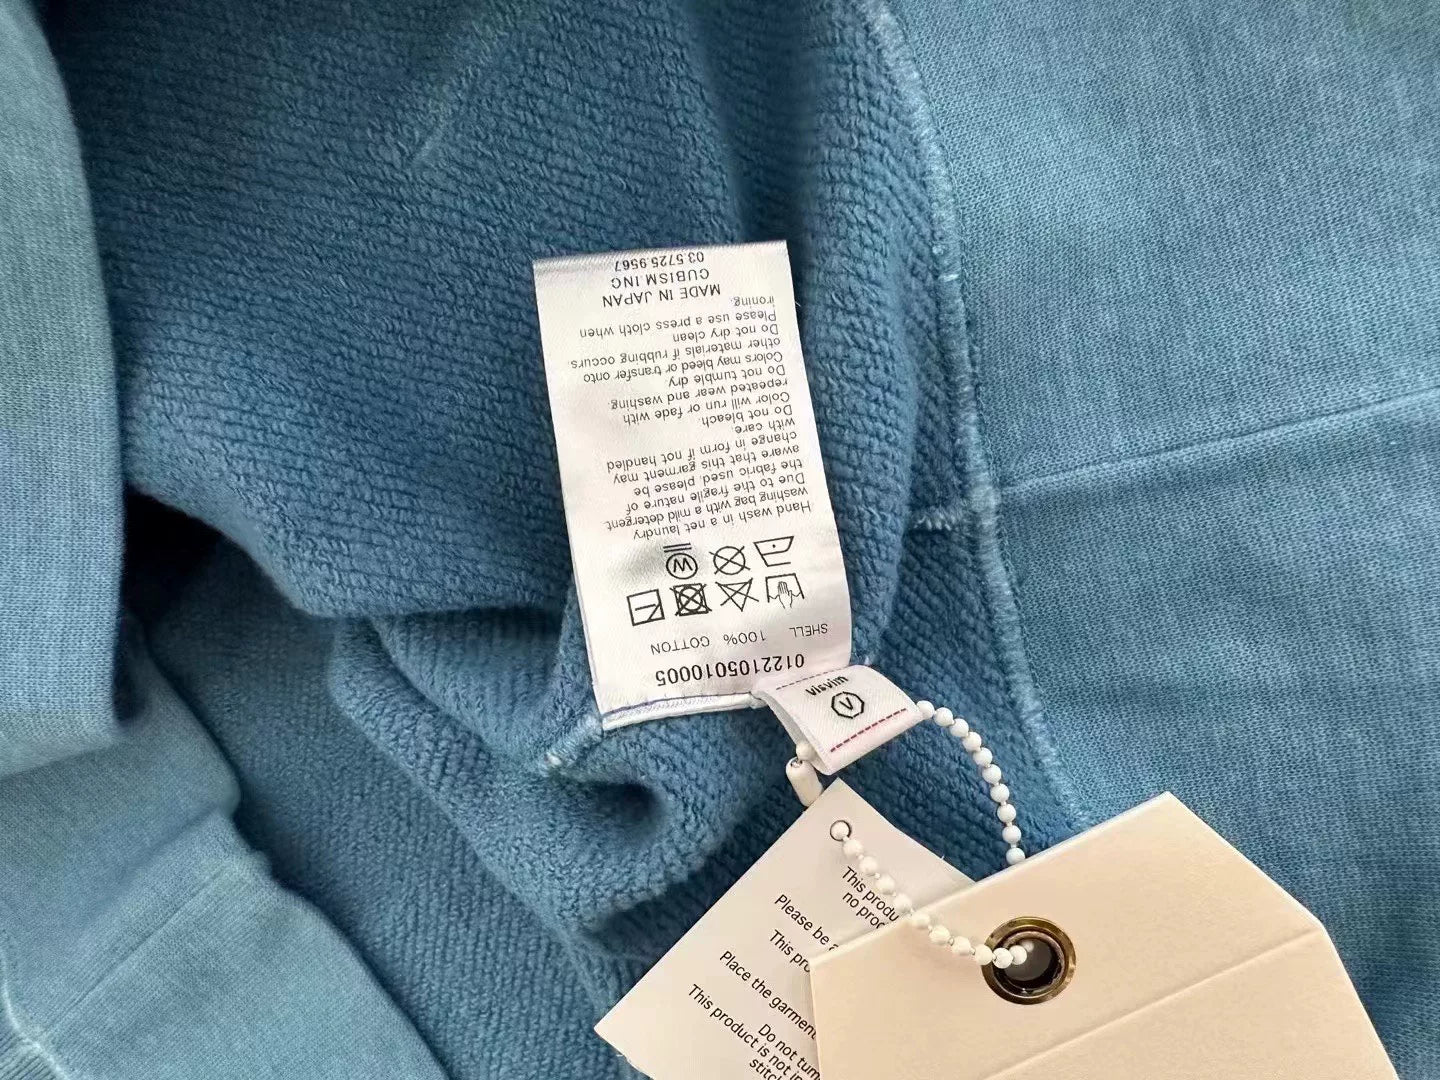 0122105010005
SHELL 100% COTTON
W
Hand wash in a net laundry
washing bag with a mild detergent
Due to the fragile nature of
the fabric used, please be
aware that this garment may
change in form if not handled
with care.
Do not bleach.
Color will run or fade with
repeated wear and washing.
Do not tumble dry.
Colors may bleed or transfer onto
other materials if rubbing occurs.
Do not dry clean
Please use a press cloth when
ironing.
MADE IN JAPAN
CUBISM.INC
03.5725.9567
V
visvim
This produ
no proc
Please be a
This pro
Place the garment
This product is not in
Do not tum
stitc